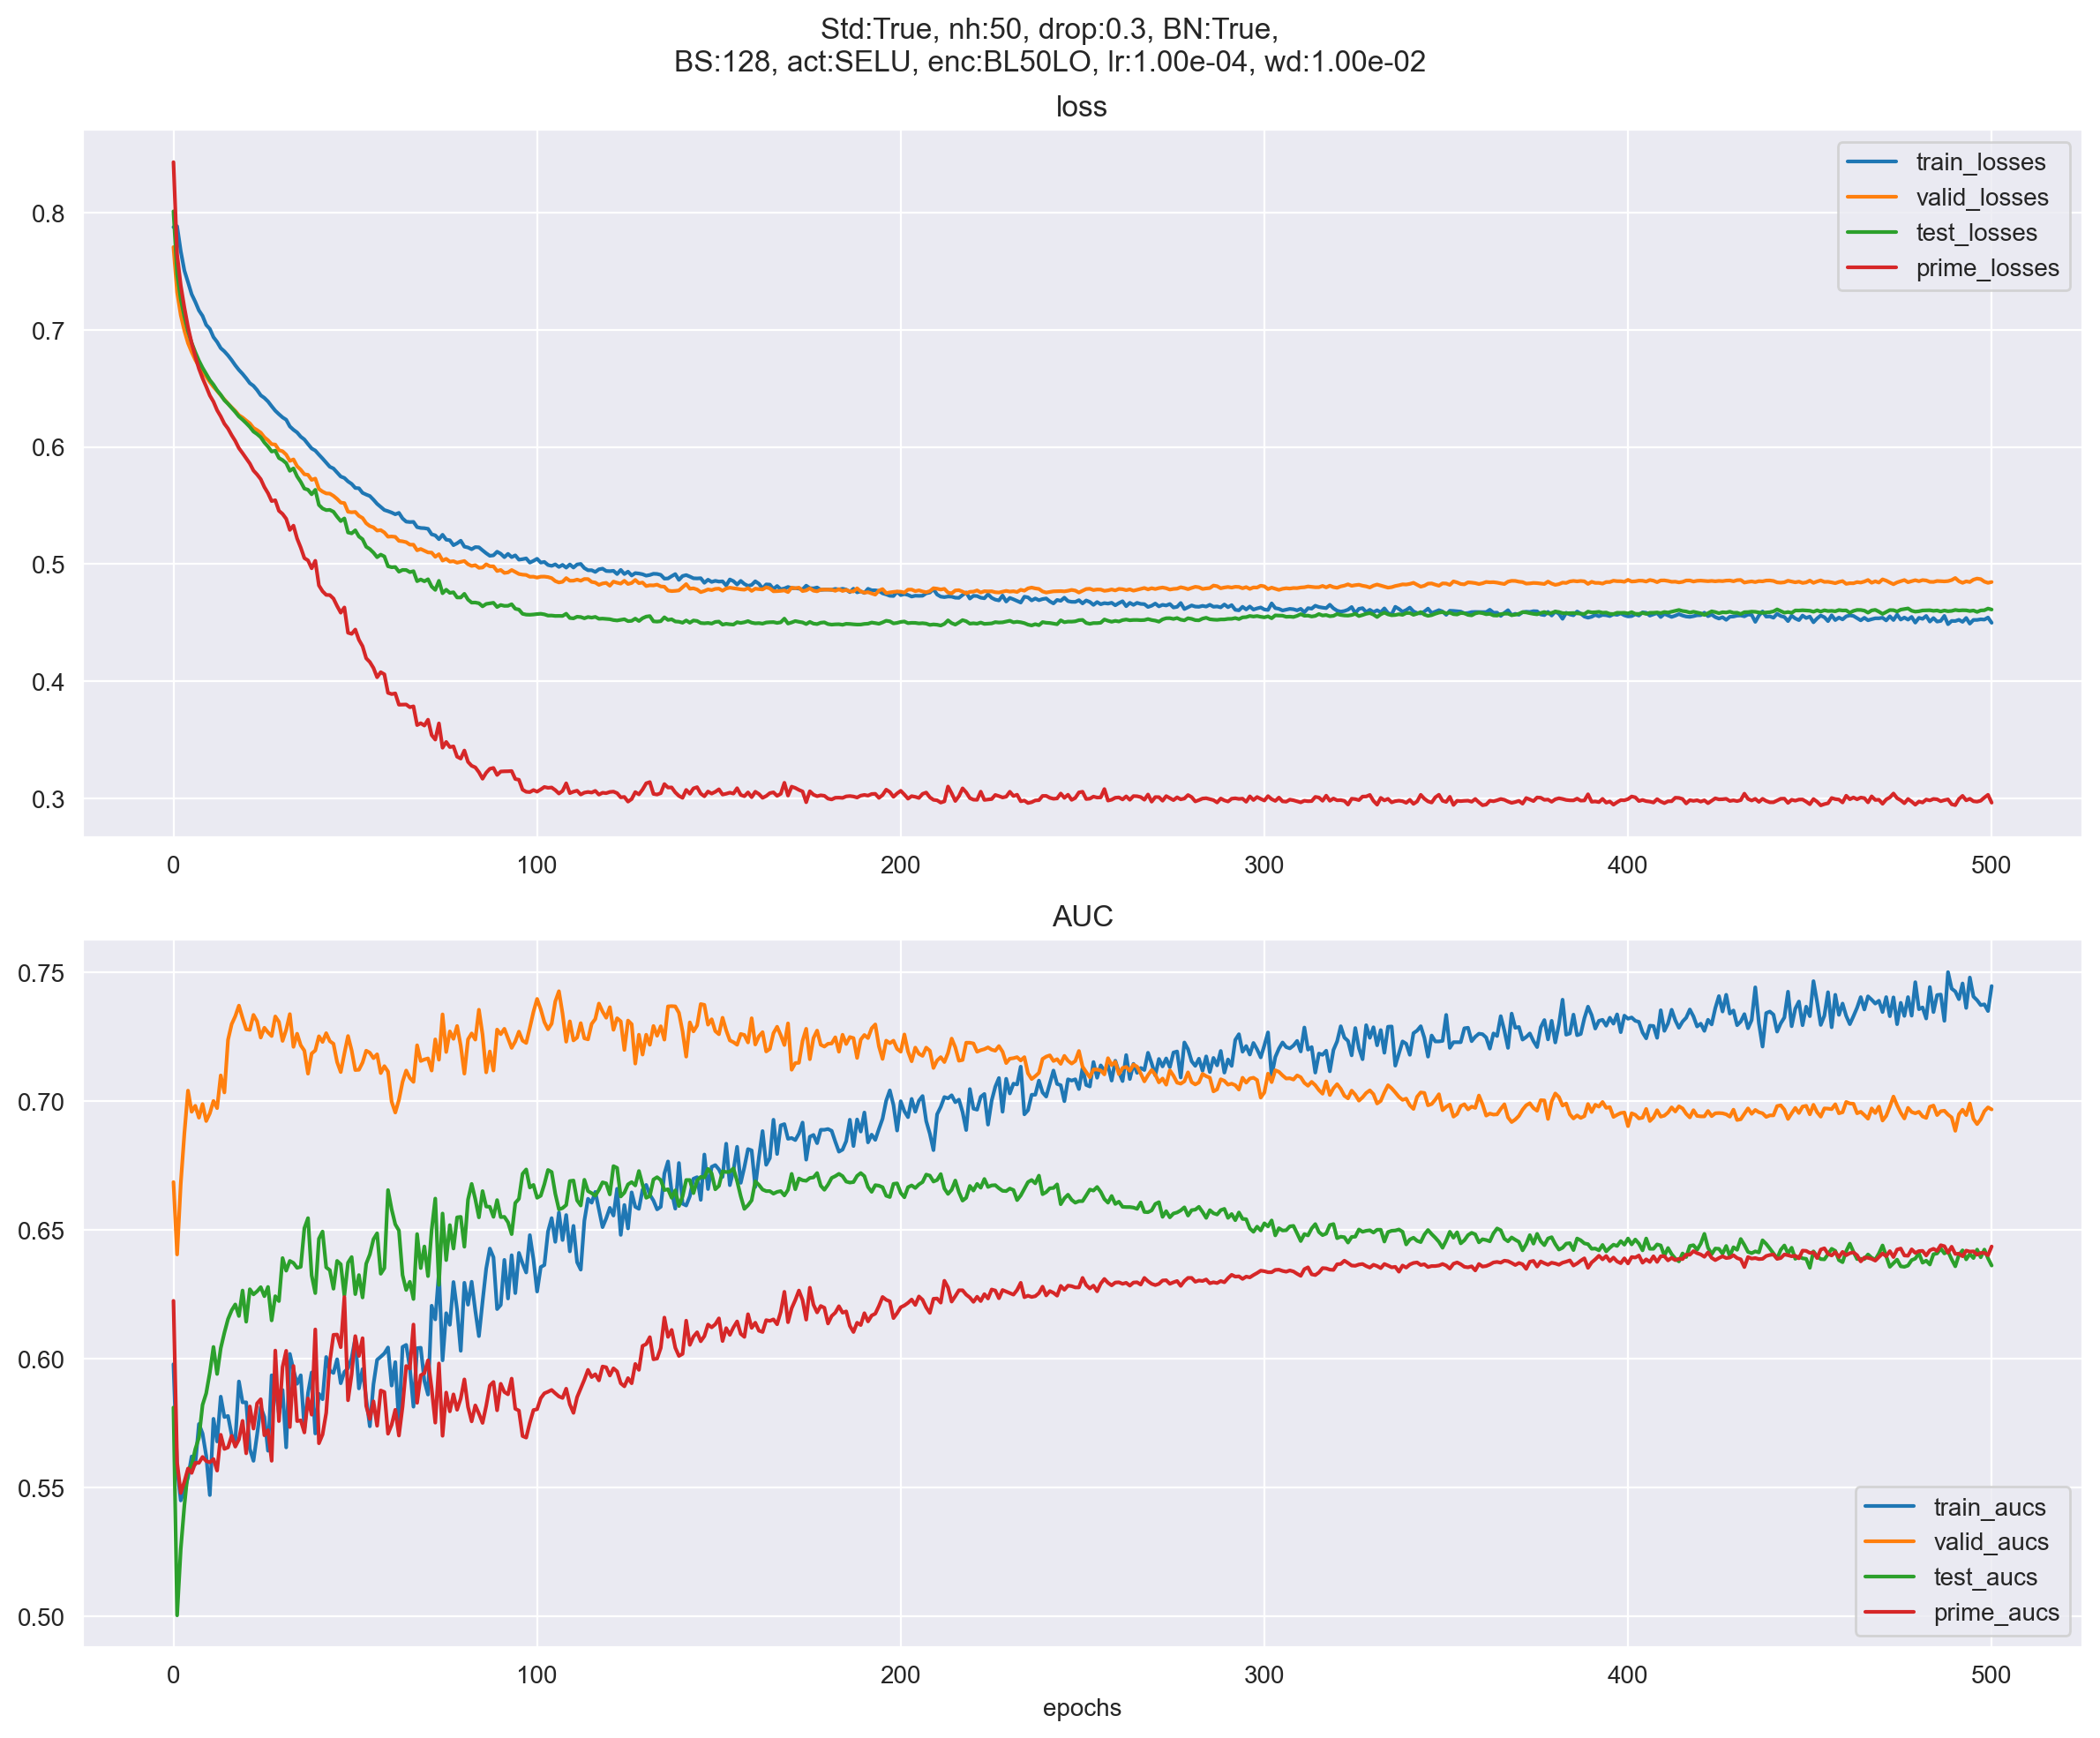 Std:True, nh:50, drop:0.3, BN:True,
BS:128, act:SELU, enc:BL50LO, lr:1.00e-04, wd:1.00e-02
loss
train_losses
valid_losses
test_losses
prime_losses
0.8
0.7
0.6
0.5
0.4
0.3
0 100 200 300 400 500
AUC
0.75
0.70
0.65
0.60
0.55
0.50
train_aucs
valid_aucs
test_aucs
prime_aucs
0 100 200 300 400 500
epochs